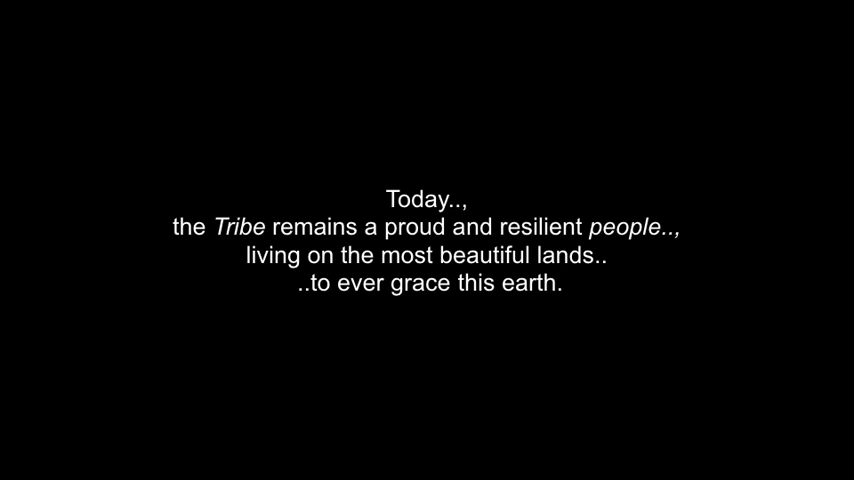 Today..,
the Tribe remains a proud and resilient people..,
living on the most beautiful lands..
..to ever grace this earth.